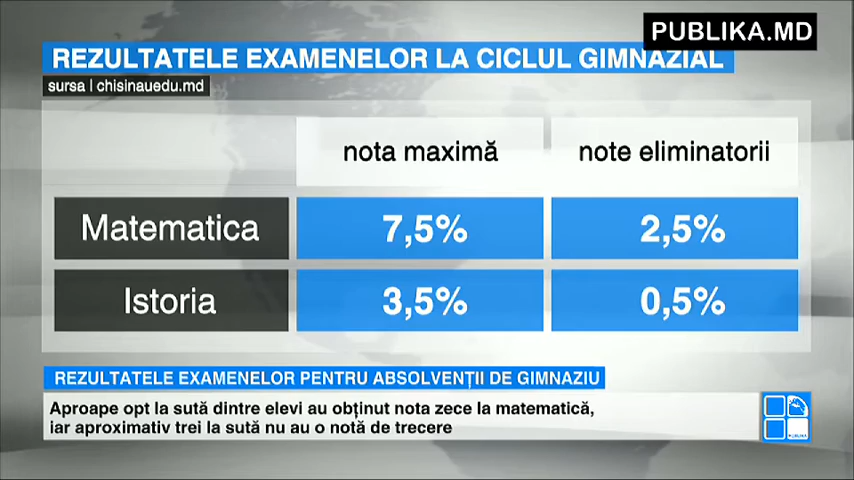 PUBLIKA.MD
REZULTATELE EXAMENELOR LA CICLUL GIMNAZIAL
sursa | chisinauedu.md
nota maximă note eliminatorii
Matematica 7,5% 2,5%
Istoria 3,5% 0,5%
REZULTATELE EXAMENELOR PENTRU ABSOLVENȚII DE GIMNAZIU
Aproape opt la sută dintre elevi au obținut nota zece la matematică,
iar aproximativ trei la sută nu au o notă de trecere
PUBLIKA